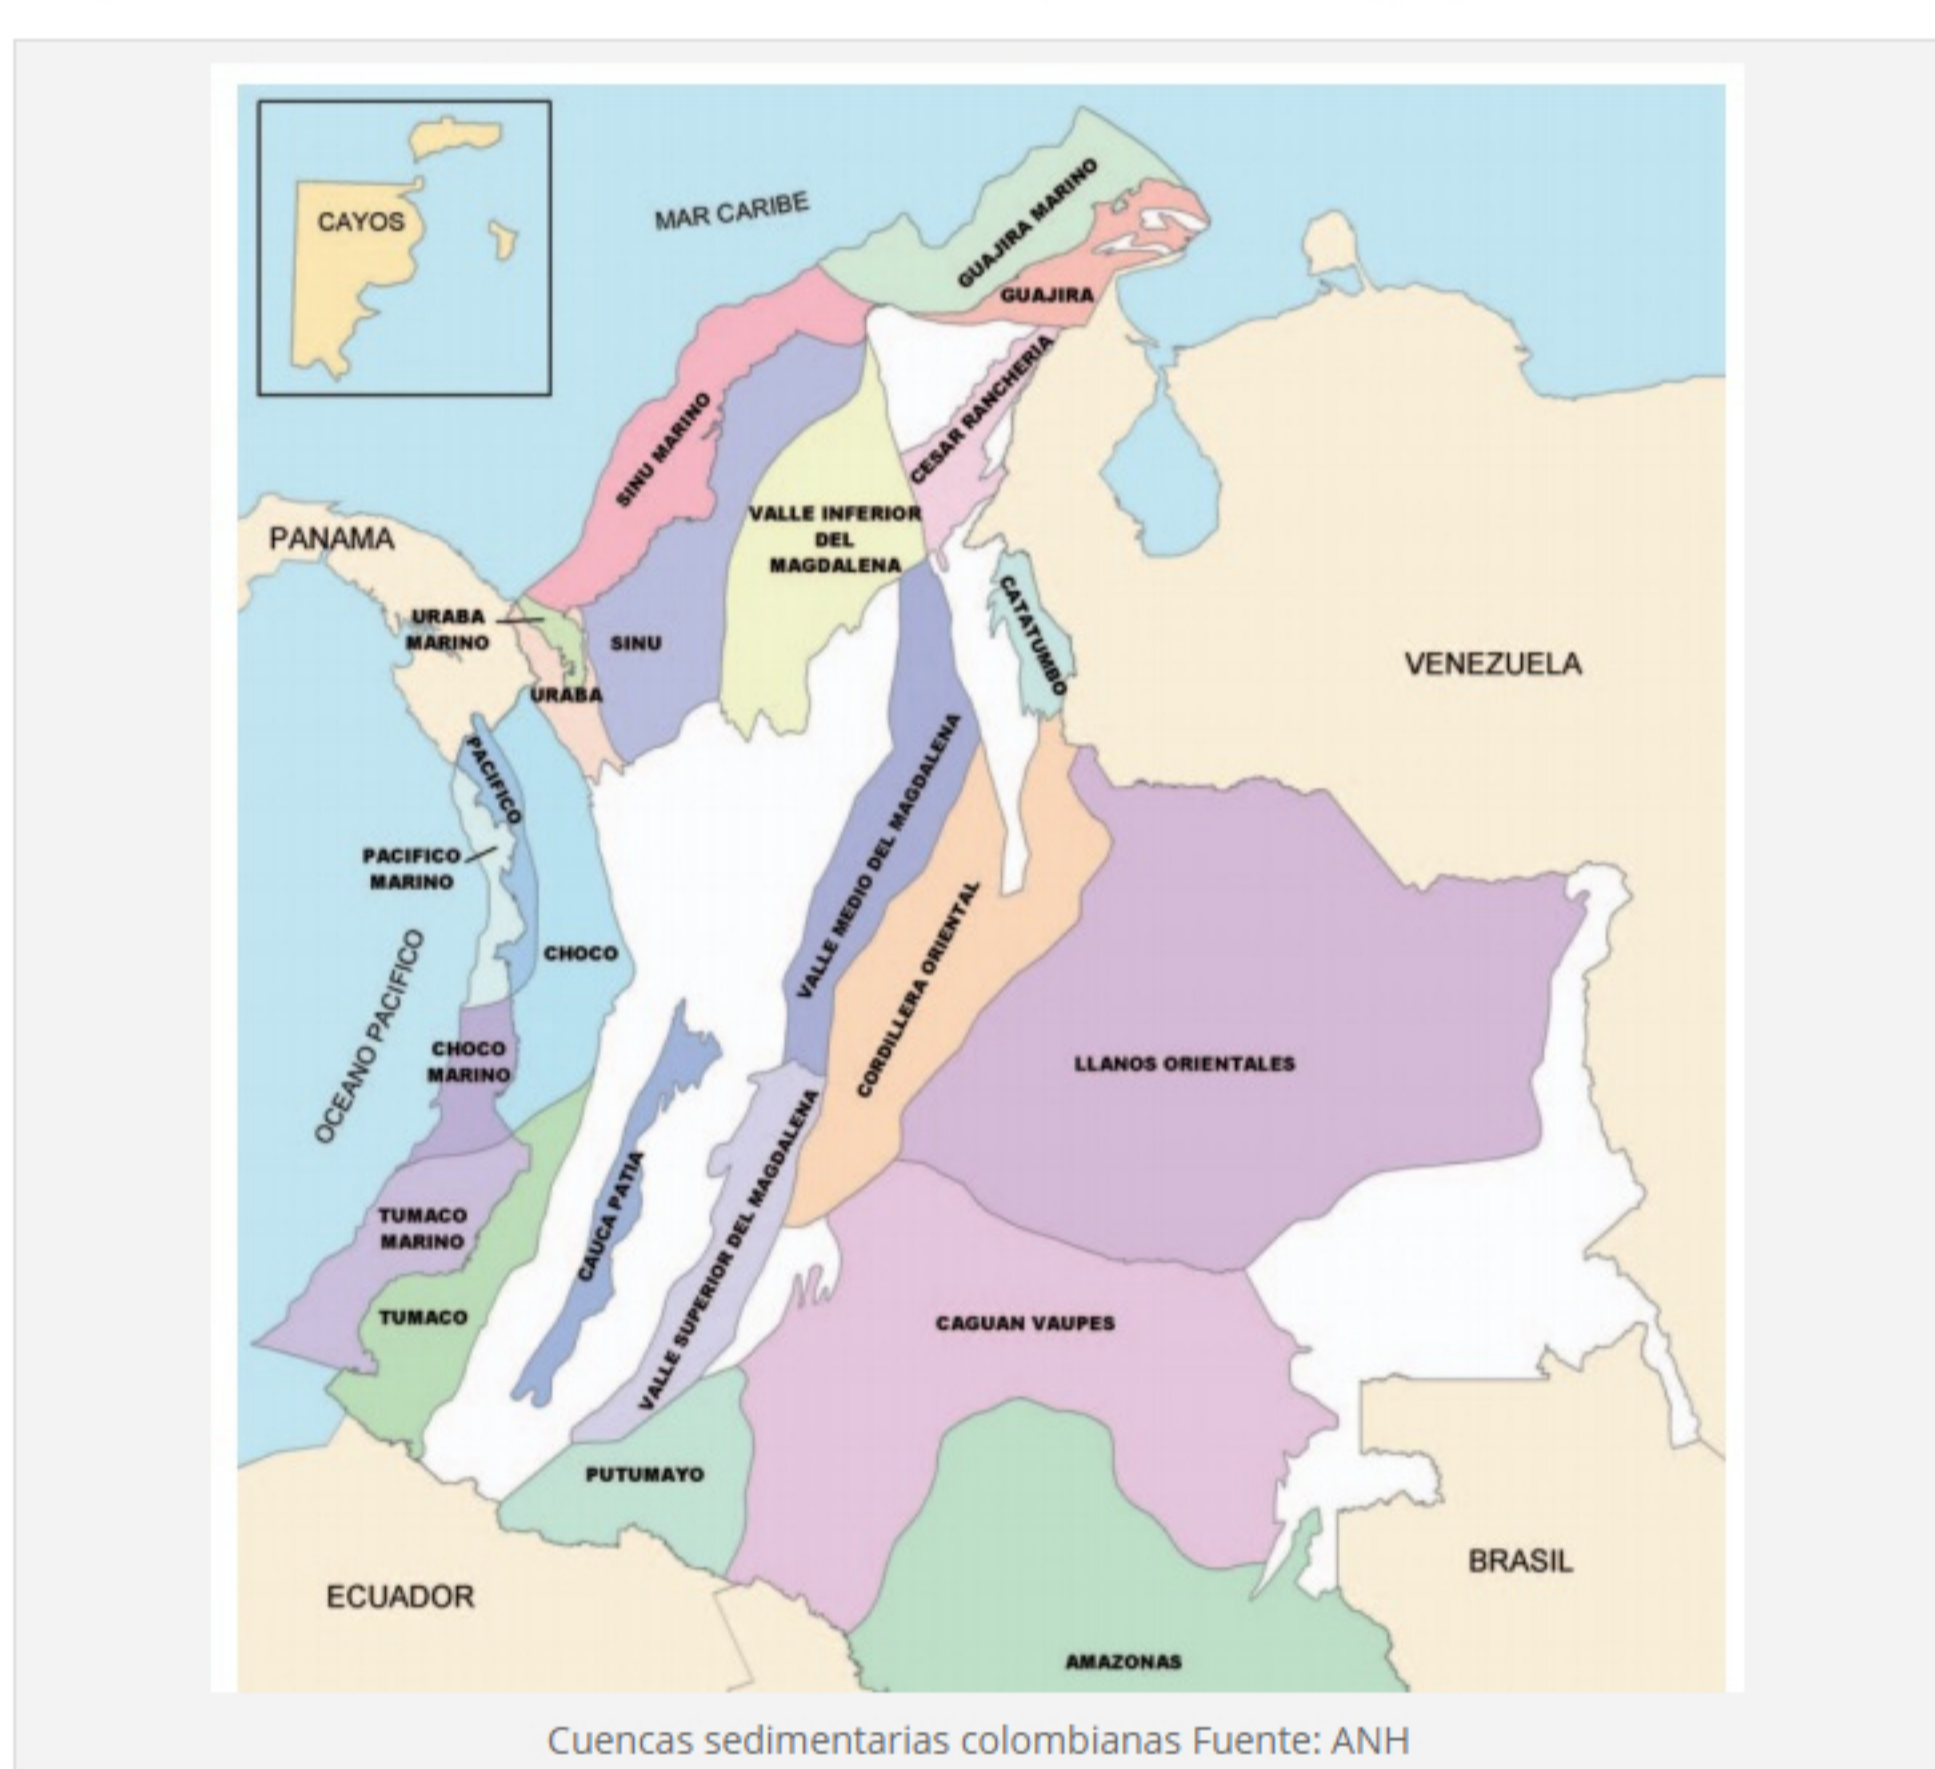 CAYOS
MAR CARIBE
GUAJIRA MARINO
GUAJIRA
CESAR RANCHERIA
SINU MARINO
VALLE INFERIOR
DEL
MAGDALENA
PANAMA
URABA
MARINO
SINU
URABA
CATATUMBO
VENEZUELA
PACIFICO
PACIFICO
MARINO
VALLE MEDIO DEL MAGDALENA
CHOCO
CORDILLERA ORIENTAL
OCEANO PACIFICO
CHOCO
MARINO
LLANOS ORIENTALES
CAUCA PATIA
VALLE SUPERIOR DEL MAGDALENA
TUMACO
MARINO
TUMACO
CAGUAN VAUPES
PUTUMAYO
ECUADOR
BRASIL
AMAZONAS
Cuencas sedimentarias colombianas Fuente: ANH